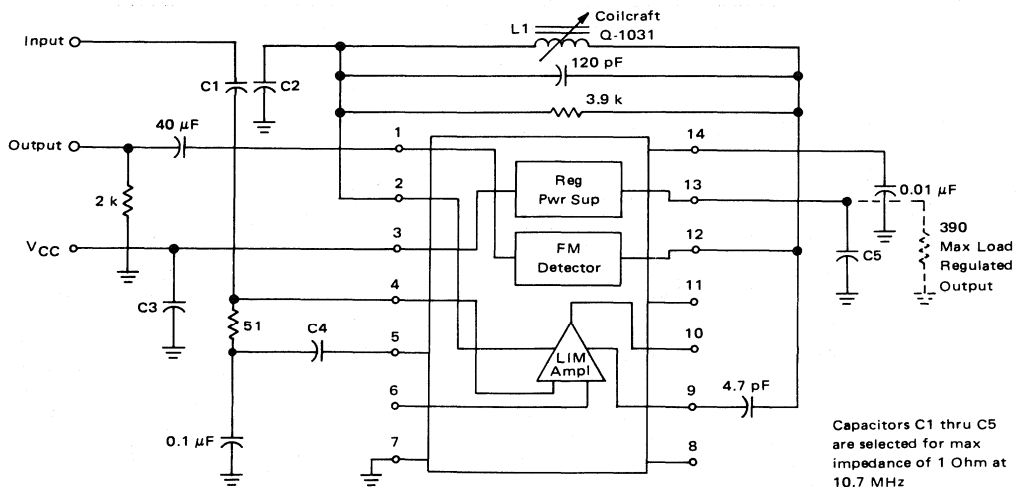 Input
L1
Coilcraft
Q-1031
C1
C2
120 pF
3.9 k
40 μF
Output
2 k
VCC
C3
51
C4
0.1 μF
1
2
3
4
5
6
7
Reg
Pwr Sup
FM
Detector
LIM
Ampl
14
13
12
11
10
9
8
0.01 μF
C5
390
Max Load
Regulated
Output
4.7 pF
Capacitors C1 thru C5
are selected for max
impedance of 1 Ohm at
10.7 MHz